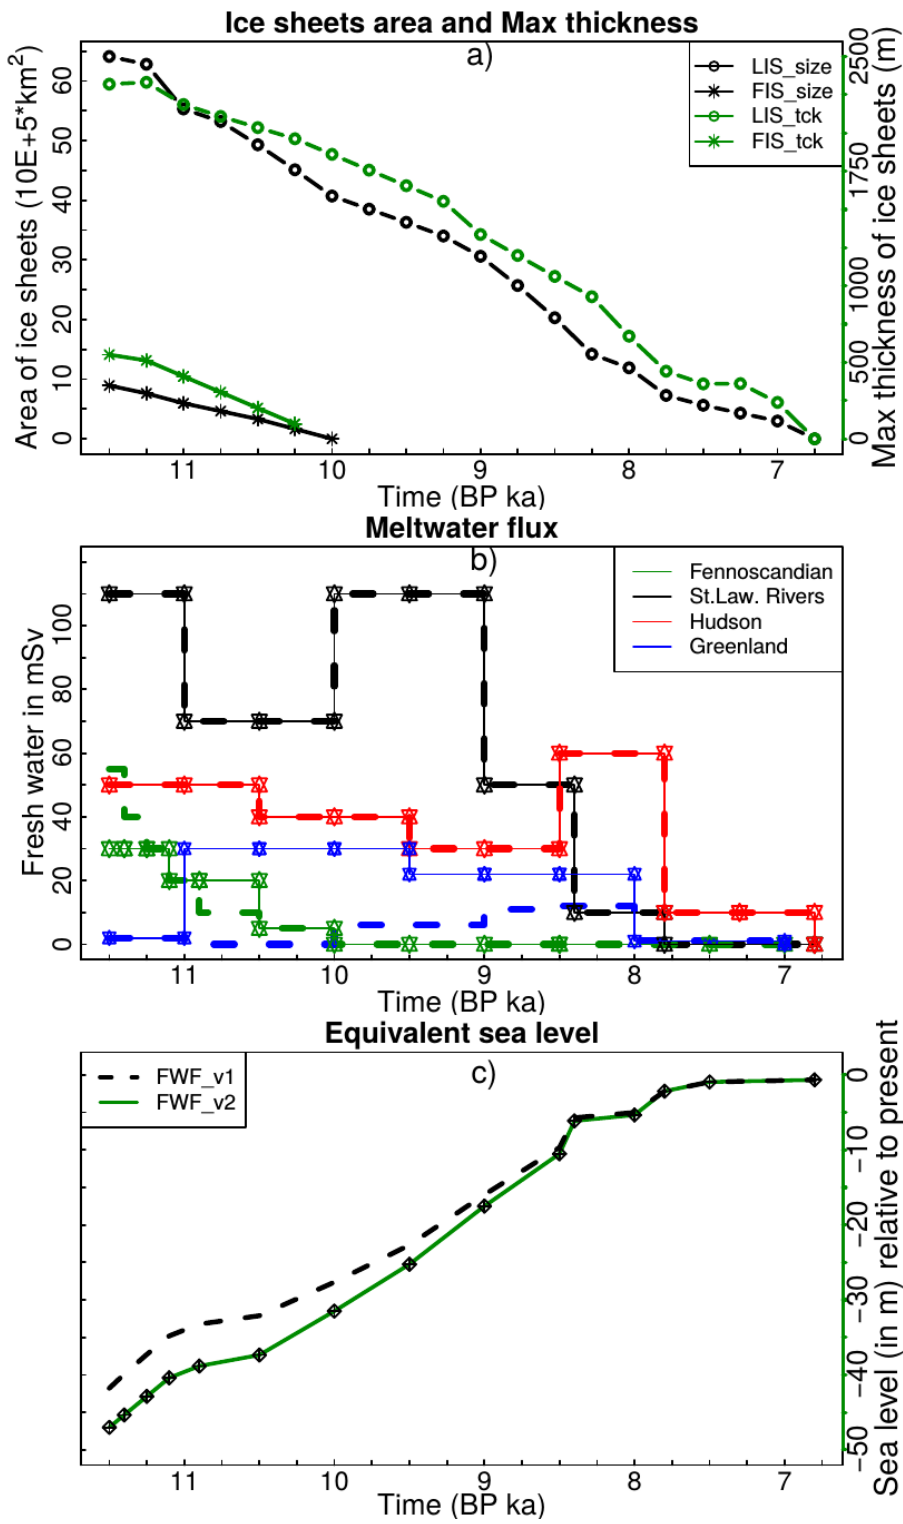 Ice sheets area and Max thickness
a)
LIS_size
FIS_size
LIS_tck
FIS_tck
Area of ice sheets (10E+5*km²)
0 10 20 30 40 50 60
Max thickness of ice sheets (m)
0 500 1000 1750 2500
11 10 9 8 7
Time (BP ka)
Meltwater flux
b)
Fennoscandian
St.Law. Rivers
Hudson
Greenland
Fresh water in mSv
0 20 40 60 80 100
11 10 9 8 7
Time (BP ka)
Equivalent sea level
c)
FWF_v1
FWF_v2
Sea level (in m) relative to present
−50 −40 −30 −20 −10 0
11 10 9 8 7
Time (BP ka)